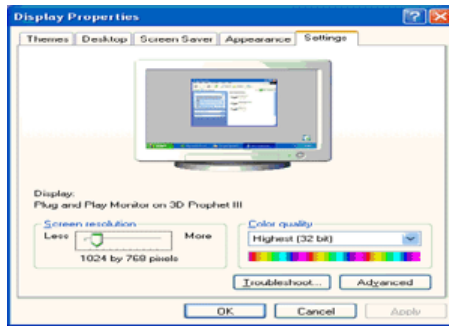 Display Properties
Themes Desktop Screen Saver Appearance Settings
Display:
Plug and Play Monitor on 3D Prophet III
Screen resolution
Less More
1024 by 768 pixels
Color quality
Highest (32 bit)
Troubleshoot... Advanced
OK Cancel Apply